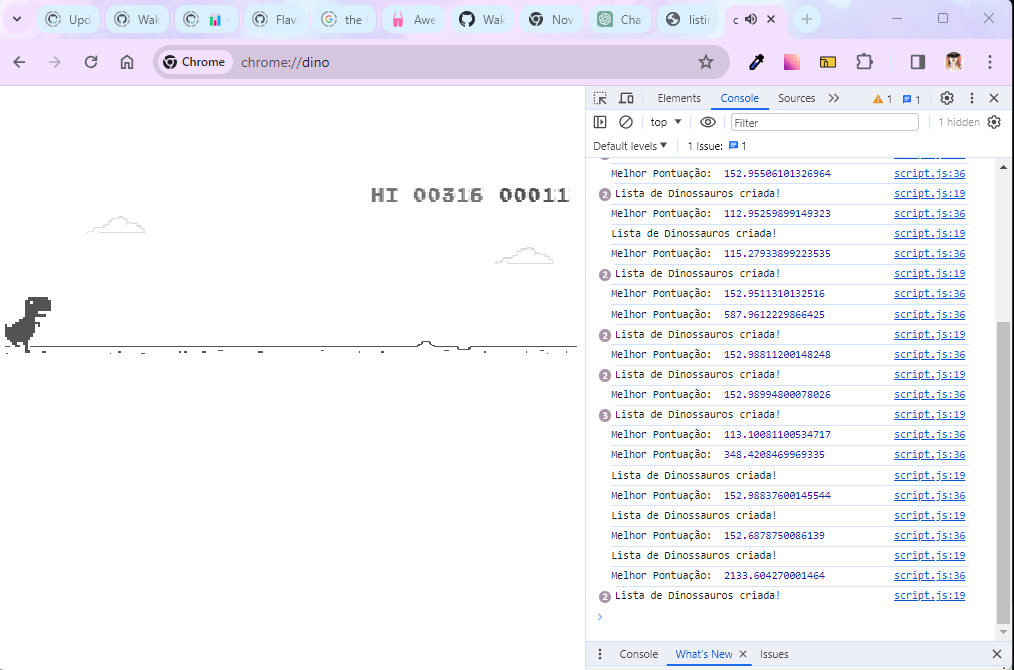 Upd
Wak
Flav
the
Awe
Wak
Nov
Cha
listin
c
Chrome
chrome://dino
Elements
Console
Sources
1
1
top
Filter
1 hidden
Default levels
1 Issue:
1
HI 00316 00011
Melhor Pontuação: 152.95506101326964 script.js:36
2 Lista de Dinossauros criada! script.js:19
Melhor Pontuação: 112.95259899149323 script.js:36
Lista de Dinossauros criada! script.js:19
Melhor Pontuação: 115.27933899223535 script.js:36
2 Lista de Dinossauros criada! script.js:19
Melhor Pontuação: 152.9511310132516 script.js:36
Melhor Pontuação: 587.9612229866425 script.js:36
2 Lista de Dinossauros criada! script.js:19
Melhor Pontuação: 152.98811200148248 script.js:36
2 Lista de Dinossauros criada! script.js:19
Melhor Pontuação: 152.98994800078026 script.js:36
3 Lista de Dinossauros criada! script.js:19
Melhor Pontuação: 113.10081100534717 script.js:36
Melhor Pontuação: 348.4208469969335 script.js:36
Lista de Dinossauros criada! script.js:19
Melhor Pontuação: 152.98837600145544 script.js:36
Lista de Dinossauros criada! script.js:19
Melhor Pontuação: 152.6878750086139 script.js:36
Lista de Dinossauros criada! script.js:19
Melhor Pontuação: 2133.604270001464 script.js:36
2 Lista de Dinossauros criada! script.js:19
Console
What's New
Issues